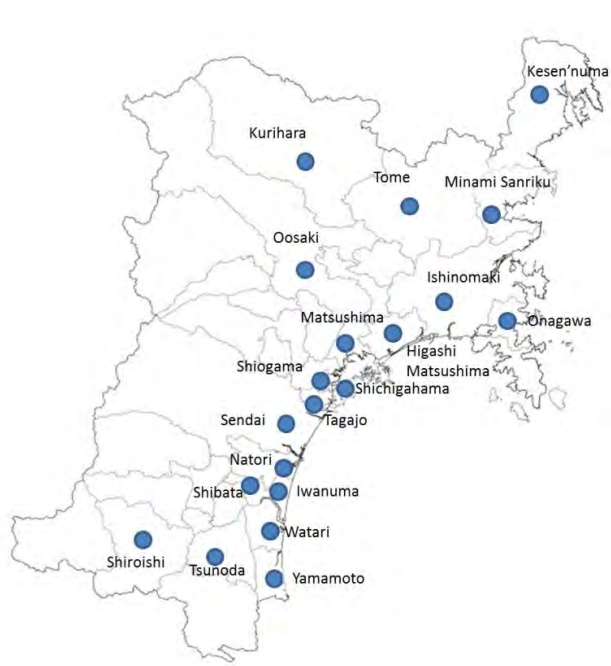 Kesen'numa
Kurihara
Tome
Minami Sanriku
Oosaki
Ishinomaki
Matsushima
Onagawa
Higashi
Matsushima
Shiogama
Shichigahama
Sendai
Tagajo
Natori
Shibata
Iwanuma
Watari
Shiroishi
Tsunoda
Yamamoto